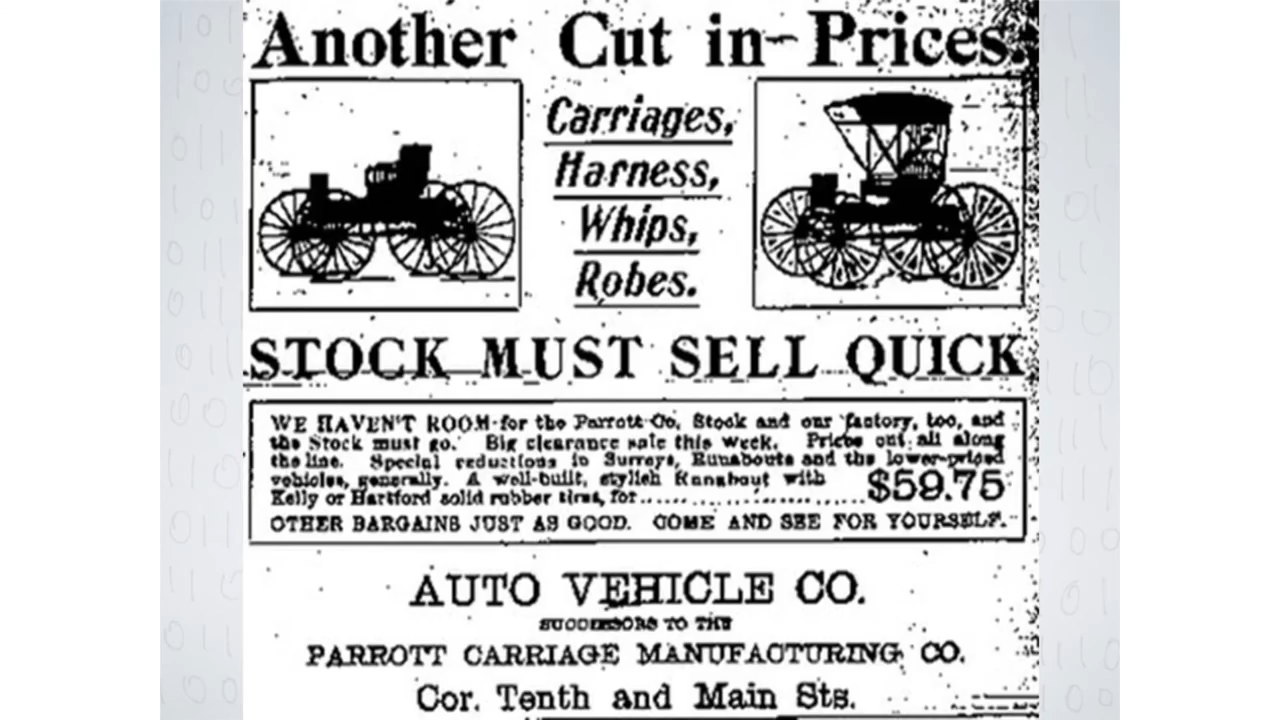 Another Cut in Prices.
Carriages,
Harness,
Whips,
Robes.
STOCK MUST SELL QUICK
WE HAVEN'T ROOM for the Parrott Co. Stock and our factory, too, and
the Stock must go. Big clearance sale this week. Prices cut all along
the line. Special reductions in Surreys, Runabouts and the lower-priced
vehicles, generally. A well-built, stylish Runabout with
Kelly or Hartford solid rubber tires, for.......................$59.75
OTHER BARGAINS JUST AS GOOD. COME AND SEE FOR YOURSELF.
AUTO VEHICLE CO.
SUCCESSORS TO THE
PARROTT CARRIAGE MANUFACTURING CO.
Cor. Tenth and Main Sts.